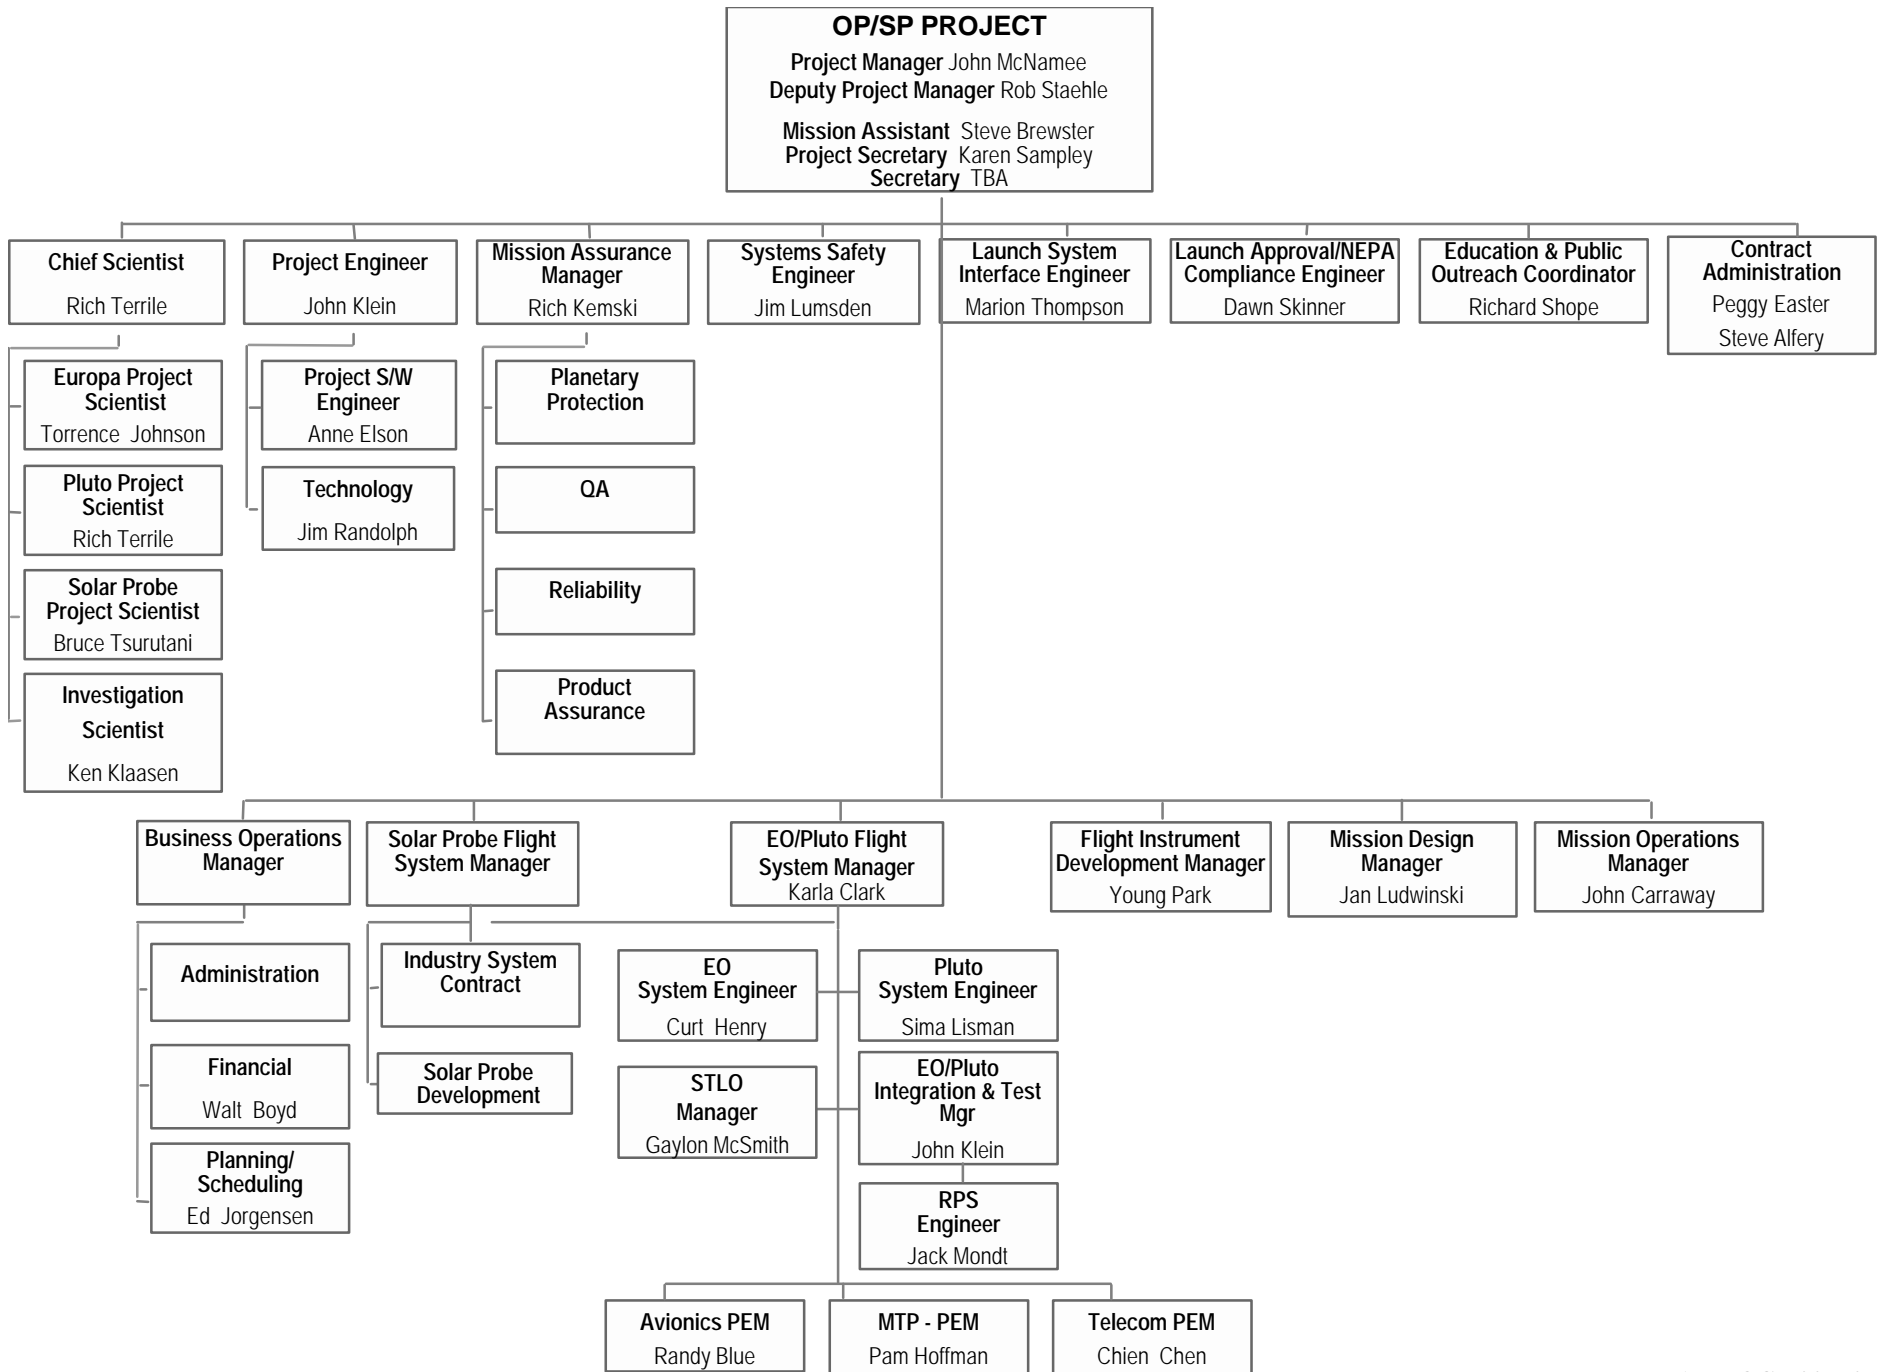 OP/SP PROJECT
Project Manager John McNamee
Deputy Project Manager Rob Staehle
Mission Assistant Steve Brewster
Project Secretary Karen Sampley
Secretary TBA
Chief Scientist
Rich Terrile
Project Engineer
John Klein
Mission Assurance
Manager
Rich Kemski
Systems Safety
Engineer
Jim Lumsden
Launch System
Interface Engineer
Marion Thompson
Launch Approval/NEPA
Compliance Engineer
Dawn Skinner
Education & Public
Outreach Coordinator
Richard Shope
Contract
Administration
Peggy Easter
Steve Alfery
Europa Project
Scientist
Torrence Johnson
Pluto Project
Scientist
Rich Terrile
Solar Probe
Project Scientist
Bruce Tsurutani
Investigation
Scientist
Ken Klaasen
Project S/W
Engineer
Anne Elson
Technology
Jim Randolph
Planetary
Protection
QA
Reliability
Product
Assurance
Business Operations
Manager
Solar Probe Flight
System Manager
EO/Pluto Flight
System Manager
Karla Clark
Flight Instrument
Development Manager
Young Park
Mission Design
Manager
Jan Ludwinski
Mission Operations
Manager
John Carraway
Administration
Financial
Walt Boyd
Planning/
Scheduling
Ed Jorgensen
Industry System
Contract
Solar Probe
Development
EO
System Engineer
Curt Henry
Pluto
System Engineer
Sima Lisman
STLO
Manager
Gaylon McSmith
EO/Pluto
Integration & Test
Mgr
John Klein
RPS
Engineer
Jack Mondt
Avionics PEM
Randy Blue
MTP - PEM
Pam Hoffman
Telecom PEM
Chien Chen